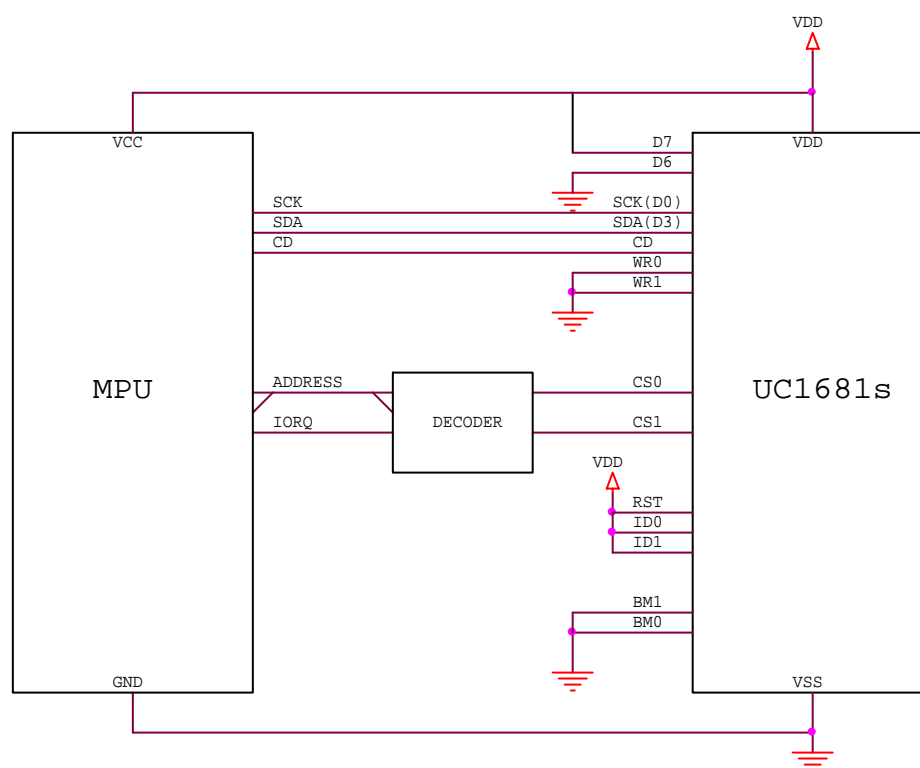 VDD
VCC
D7
VDD
D6
SCK
SCK(D0)
SDA
SDA(D3)
CD
CD
WR0
WR1
MPU
ADDRESS
CS0
UC1681s
IORQ
DECODER
CS1
VDD
RST
ID0
ID1
BM1
BM0
GND
VSS